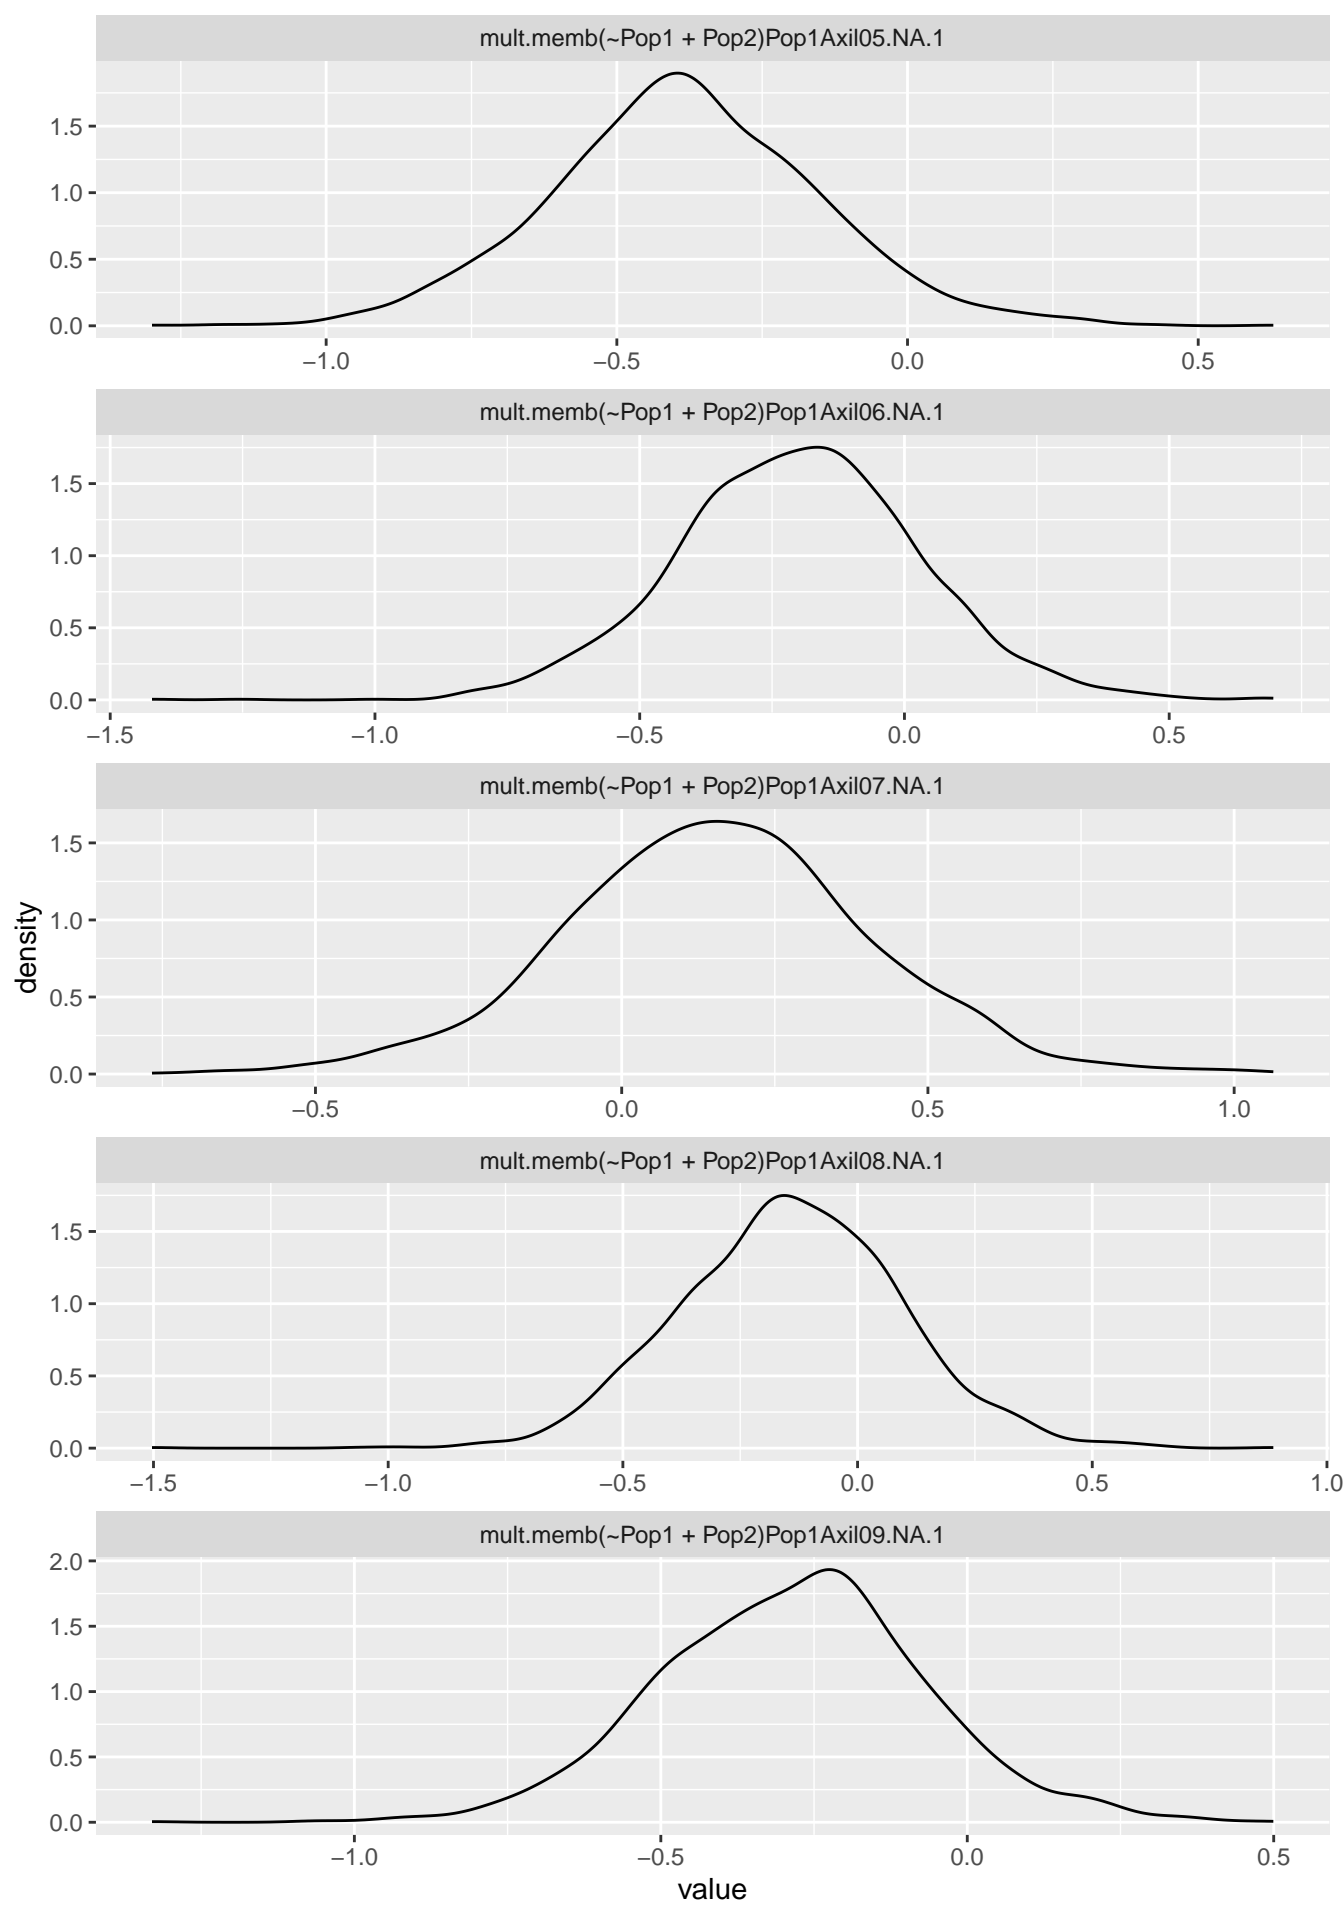 mult.memb(~Pop1 + Pop2)Pop1Axil05.NA.1
1.5
1.0
0.5
0.0
−1.0 −0.5 0.0 0.5
mult.memb(~Pop1 + Pop2)Pop1Axil06.NA.1
1.5
1.0
0.5
0.0
−1.5 −1.0 −0.5 0.0 0.5
mult.memb(~Pop1 + Pop2)Pop1Axil07.NA.1
1.5
1.0
0.5
0.0
−0.5 0.0 0.5 1.0
density
mult.memb(~Pop1 + Pop2)Pop1Axil08.NA.1
1.5
1.0
0.5
0.0
−1.5 −1.0 −0.5 0.0 0.5 1.0
mult.memb(~Pop1 + Pop2)Pop1Axil09.NA.1
2.0
1.5
1.0
0.5
0.0
−1.0 −0.5 0.0 0.5
value